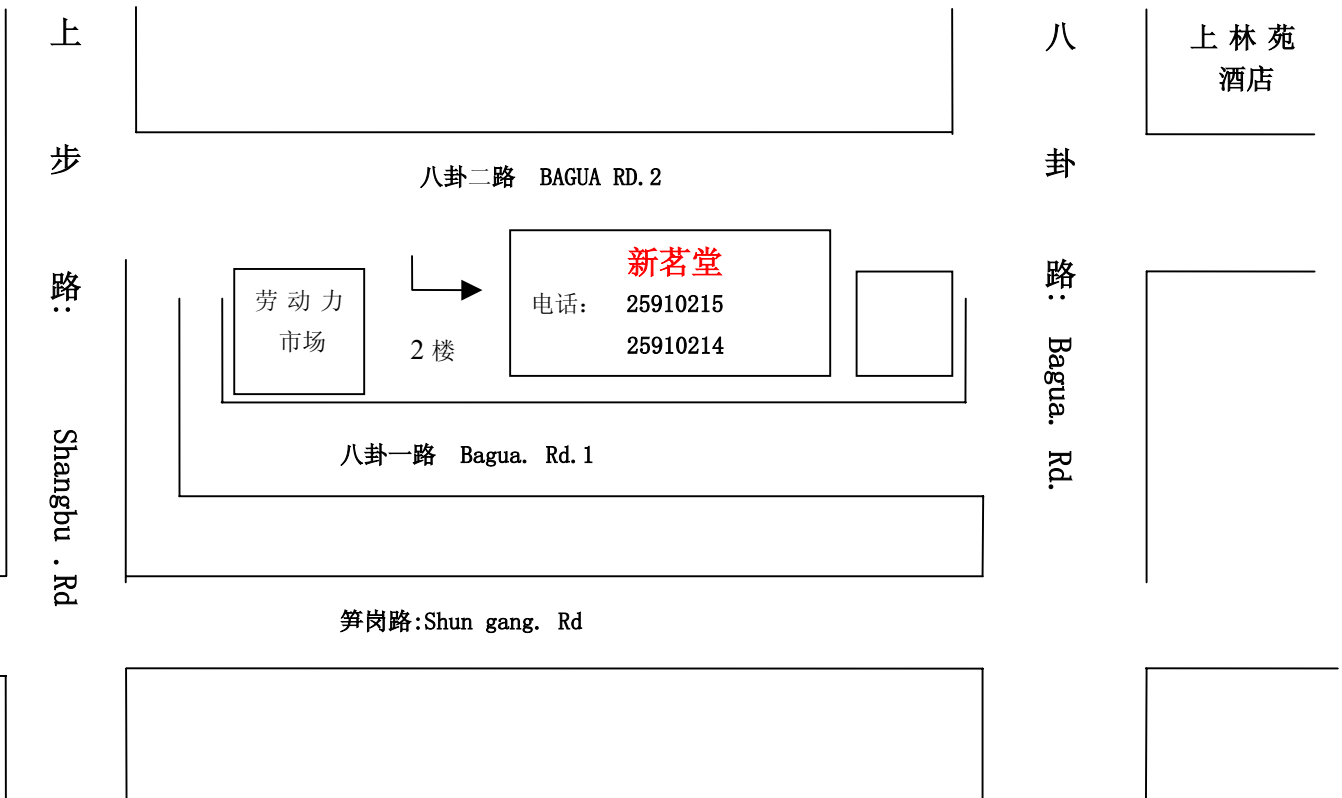 上步路: Shangbu .Rd
八卦路: Bagua. Rd.
上林苑
酒店
八卦二路 BAGUA RD.2
劳动力
市场
2楼
新茗堂
电话: 25910215
25910214
八卦一路 Bagua. Rd.1
笋岗路:Shun gang. Rd